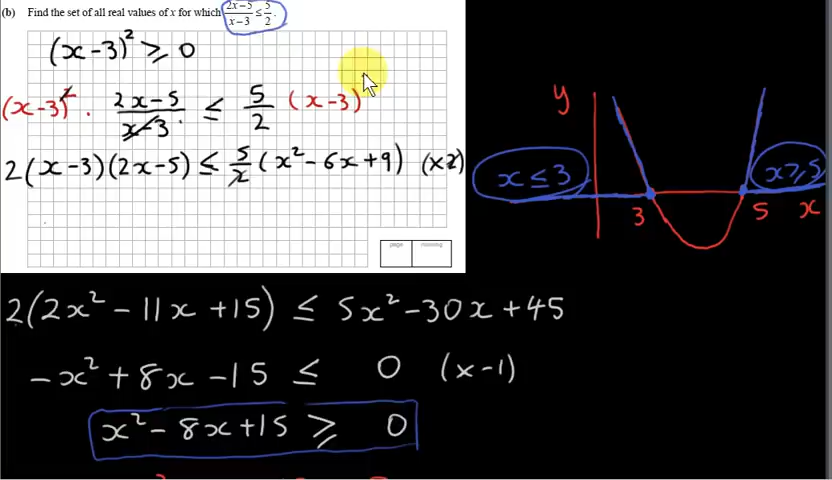 (b) Find the set of all real values of x for which (2x−5)/(x−3) ≤ 5/2.
(x−3)² ≥ 0
(x−3)² · (2x−5)/(x−3) ≤ 5/2 (x−3)
2(x−3)(2x−5) ≤ 5/2 (x²−6x+9) (×2)
page running
2(2x²−11x+15) ≤ 5x²−30x+45
−x²+8x−15 ≤ 0 (×−1)
x²−8x+15 ≥ 0
y
x ≤ 3
x ≥ 5
3
5
x